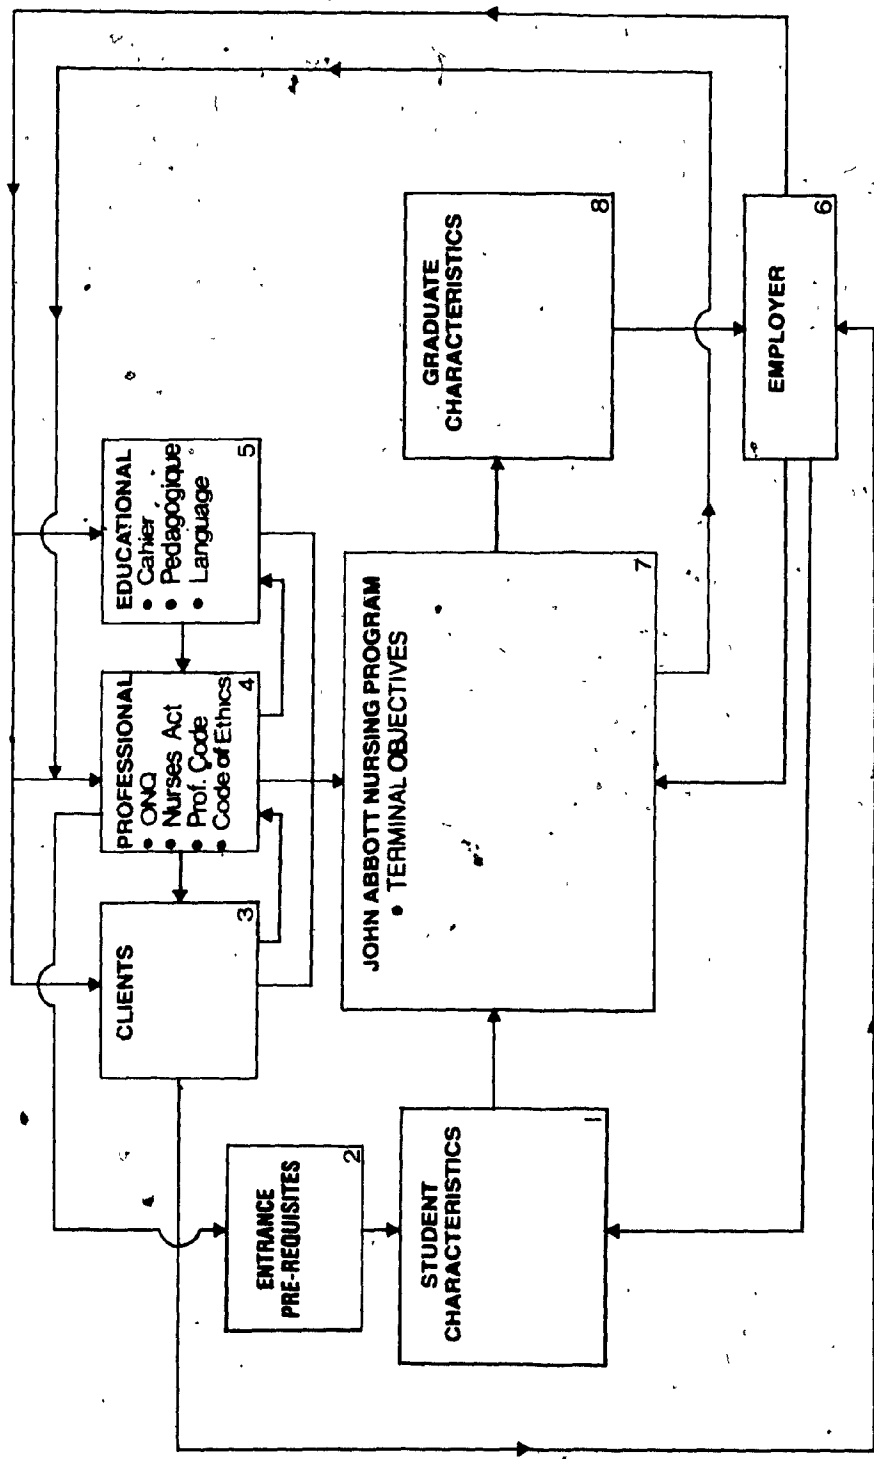 CLIENTS
3
PROFESSIONAL
• ONQ
• Nurses Act
• Prof. Code
• Code of Ethics
4
EDUCATIONAL
• Cahier
• Pedagogique
• Language
5
ENTRANCE
PRE-REQUISITES
2
STUDENT
CHARACTERISTICS
1
JOHN ABBOTT NURSING PROGRAM
• TERMINAL OBJECTIVES
7
GRADUATE
CHARACTERISTICS
8
EMPLOYER
6